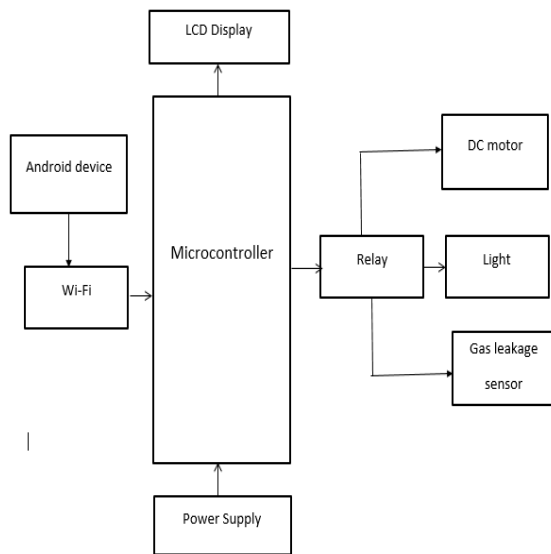 LCD Display
DC motor
Android device
Microcontroller
Relay
Light
Wi-Fi
Gas leakage
sensor
Power Supply